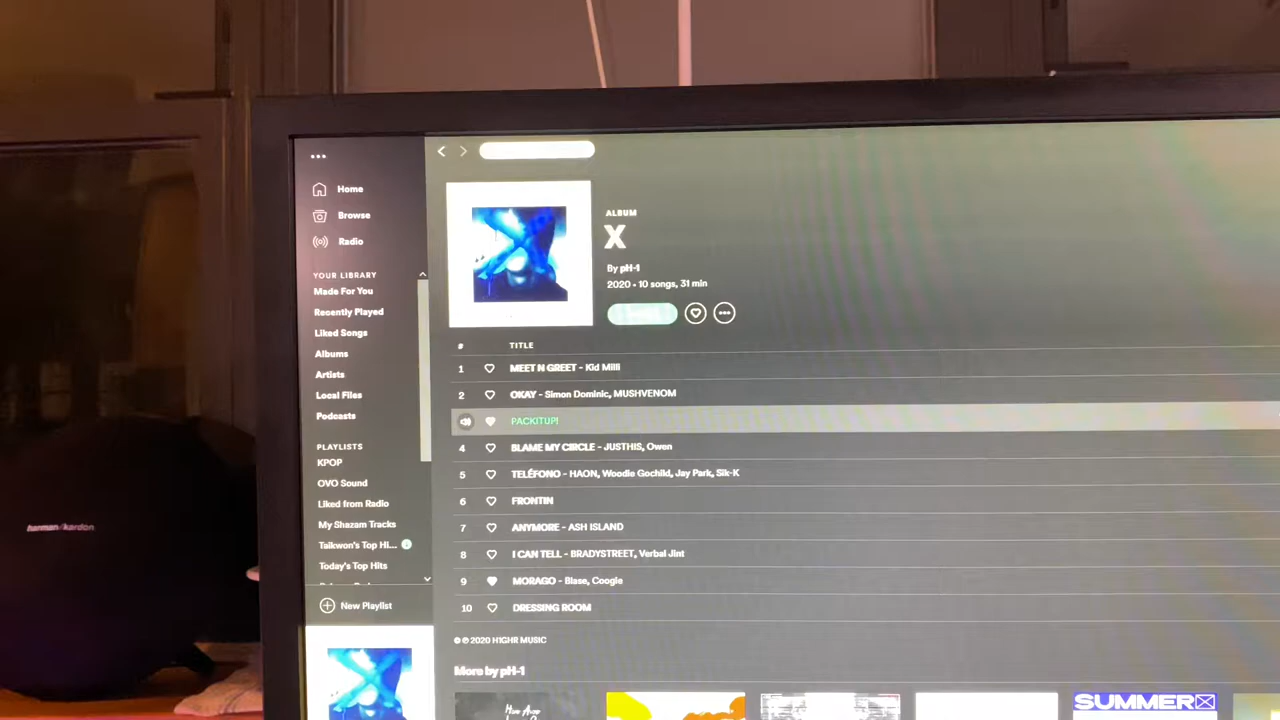 Home
Browse
Radio
YOUR LIBRARY
Made For You
Recently Played
Liked Songs
Albums
Artists
Local Files
Podcasts
PLAYLISTS
KPOP
OVO Sound
Liked from Radio
My Shazam Tracks
Taikwon's Top Hi...
Today's Top Hits
New Playlist
ALBUM
X
By pH-1
2020 • 10 songs, 31 min
# TITLE
1 MEET N GREET - Kid Milli
2 OKAY - Simon Dominic, MUSHVENOM
PACKITUP!
4 BLAME MY CIRCLE - JUSTHIS, Owen
5 TELÉFONO - HAON, Woodie Gochild, Jay Park, Sik-K
6 FRONTIN
7 ANYMORE - ASH ISLAND
8 I CAN TELL - BRADYSTREET, Verbal Jint
9 MORAGO - Blase, Coogie
10 DRESSING ROOM
© ℗ 2020 H1GHR MUSIC
More by pH-1
SUMMER
harman/kardon